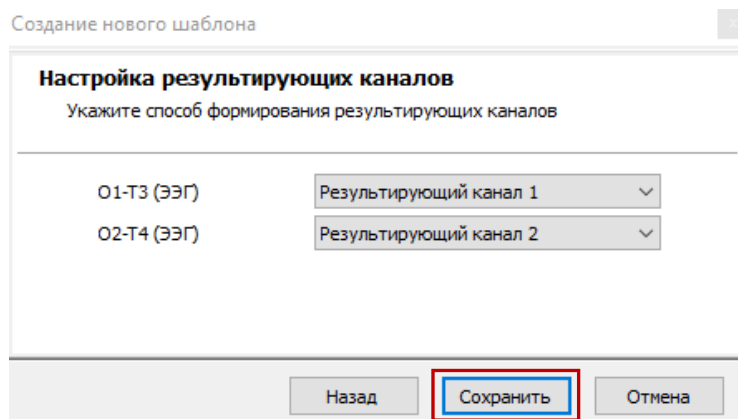 Создание нового шаблона
Настройка результирующих каналов
Укажите способ формирования результирующих каналов
O1-T3 (ЭЭГ) Результирующий канал 1
O2-T4 (ЭЭГ) Результирующий канал 2
Назад Сохранить Отмена